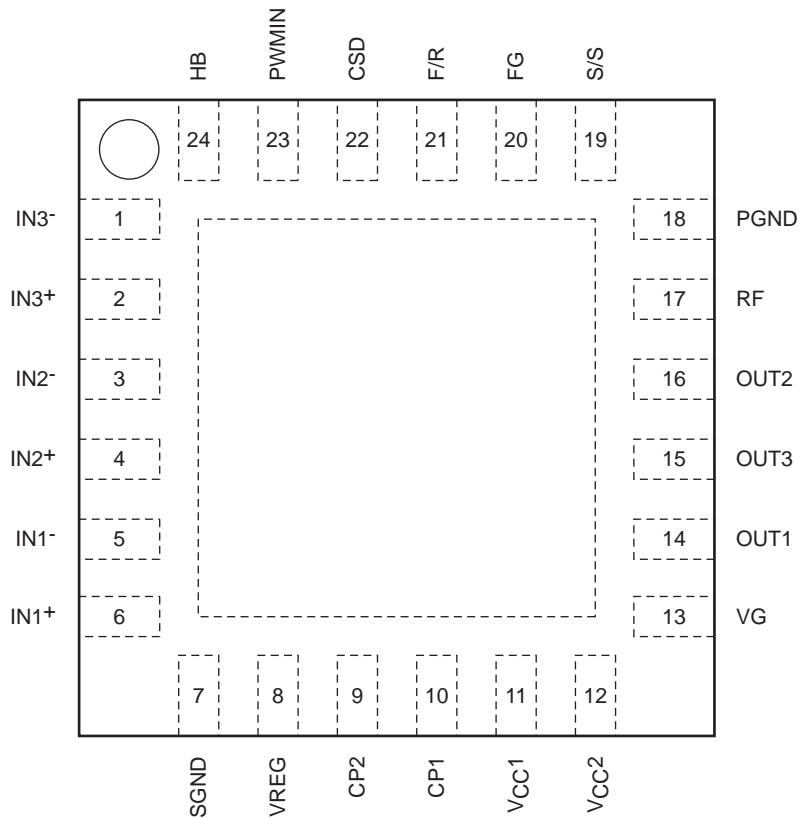 HB PWMIN CSD F/R FG S/S
24 23 22 21 20 19
IN3- 1 18 PGND
IN3+ 2 17 RF
IN2- 3 16 OUT2
IN2+ 4 15 OUT3
IN1- 5 14 OUT1
IN1+ 6 13 VG
7 8 9 10 11 12
SGND VREG CP2 CP1 VCC1 VCC2